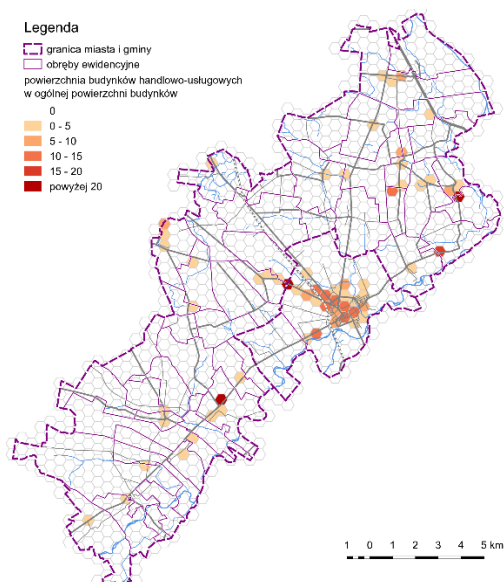 Legenda
granica miasta i gminy
obręby ewidencyjne
powierzchnia budynków handlowo-usługowych
w ogólnej powierzchni budynków
0
0 - 5
5 - 10
10 - 15
15 - 20
powyżej 20
1 0 1 2 3 4 5 km